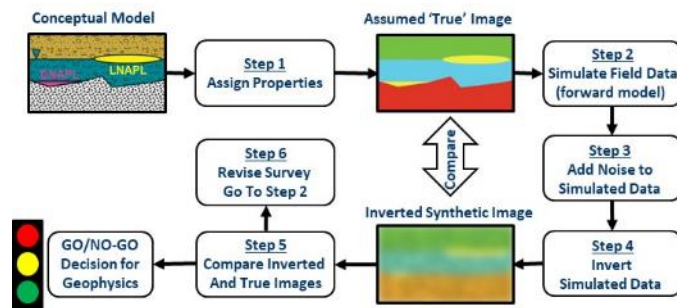 Conceptual Model
DNAPL
LNAPL
Step 1
Assign Properties
Assumed ‘True’ Image
Step 2
Simulate Field Data
(forward model)
Step 3
Add Noise to
Simulated Data
Step 4
Invert
Simulated Data
Compare
Inverted Synthetic Image
Step 5
Compare Inverted
And True Images
Step 6
Revise Survey
Go To Step 2
GO/NO-GO
Decision for
Geophysics